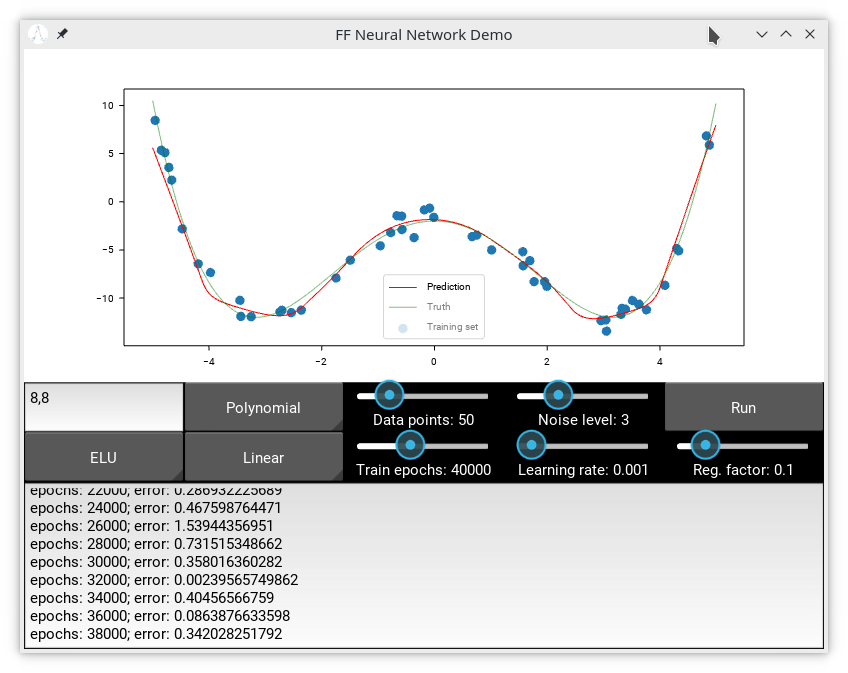 FF Neural Network Demo
10
5
0
−5
−10
−4
−2
0
2
4
Prediction
Truth
Training set
8,8
Polynomial
Data points: 50
Noise level: 3
Run
ELU
Linear
Train epochs: 40000
Learning rate: 0.001
Reg. factor: 0.1
epochs: 22000; error: 0.286932225689
epochs: 24000; error: 0.467598764471
epochs: 26000; error: 1.53944356951
epochs: 28000; error: 0.731515348662
epochs: 30000; error: 0.358016360282
epochs: 32000; error: 0.00239565749862
epochs: 34000; error: 0.40456566759
epochs: 36000; error: 0.0863876633598
epochs: 38000; error: 0.342028251792